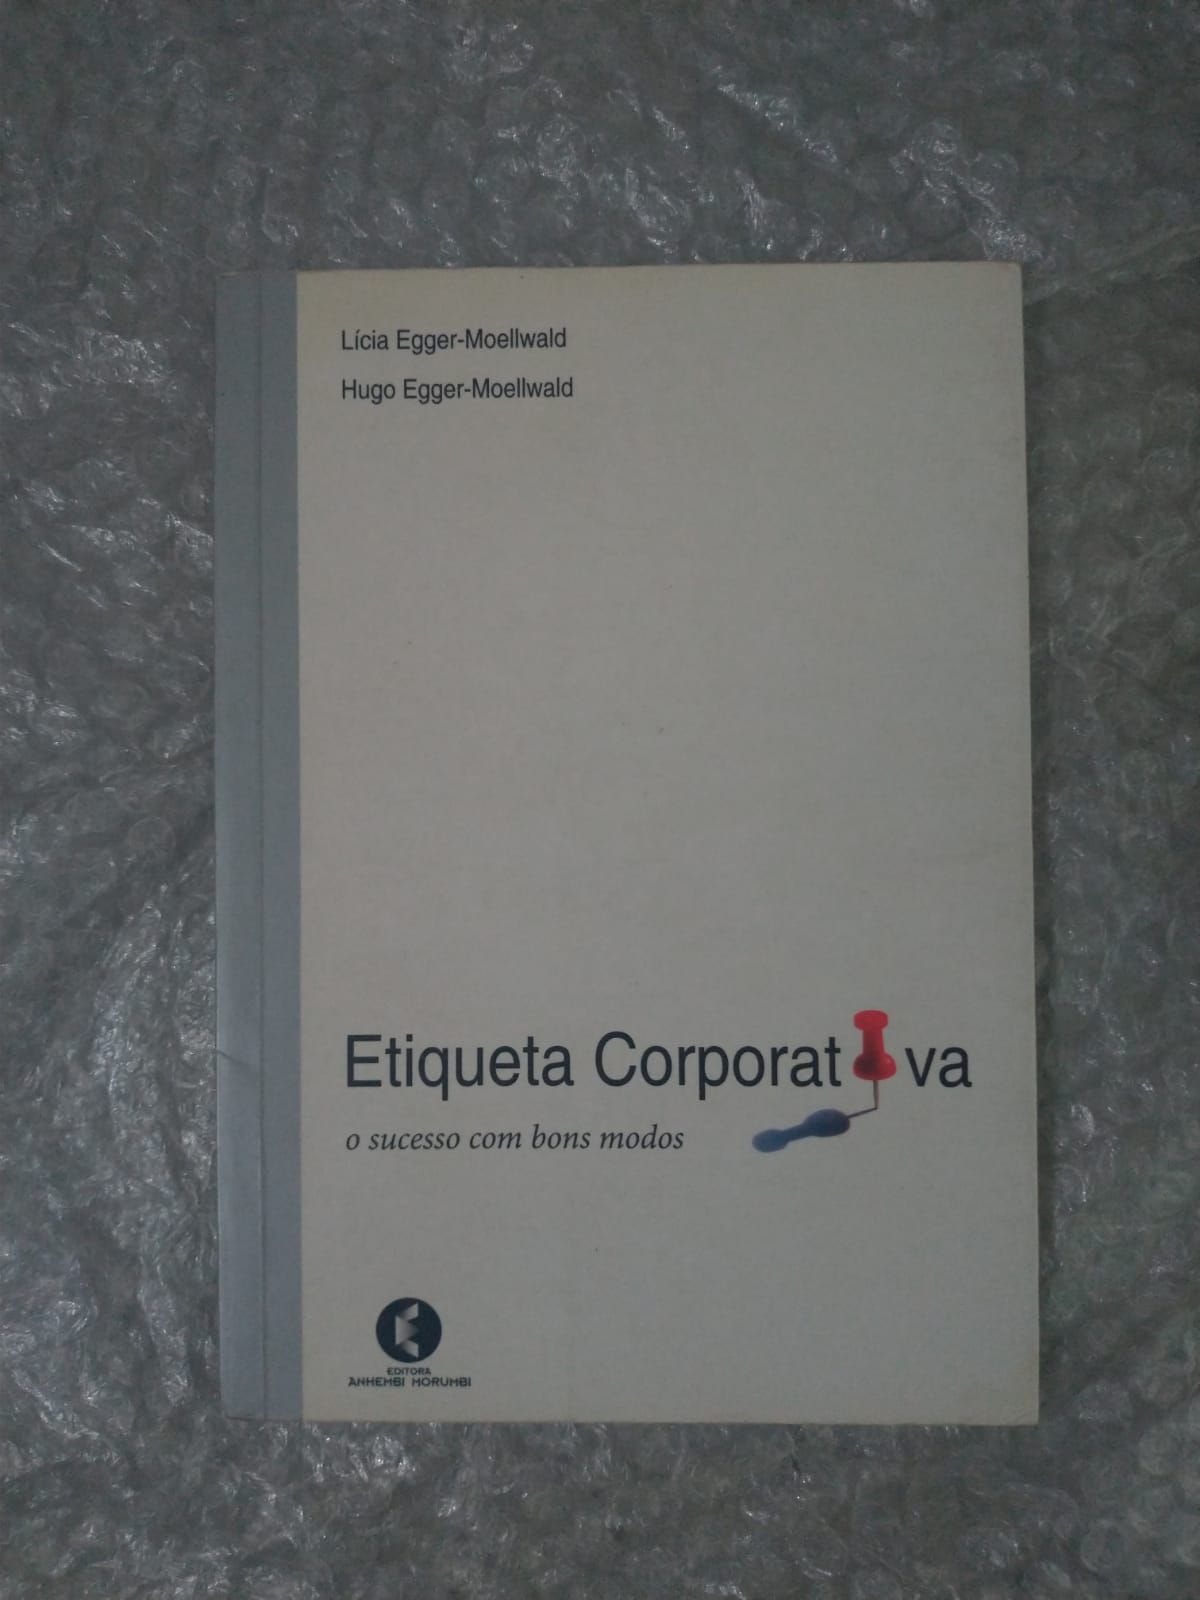 Lícia Egger-Moellwald
Hugo Egger-Moellwald
Etiqueta Corporativa
o sucesso com bons modos
EDITORA
ANHEMBI MORUMBI